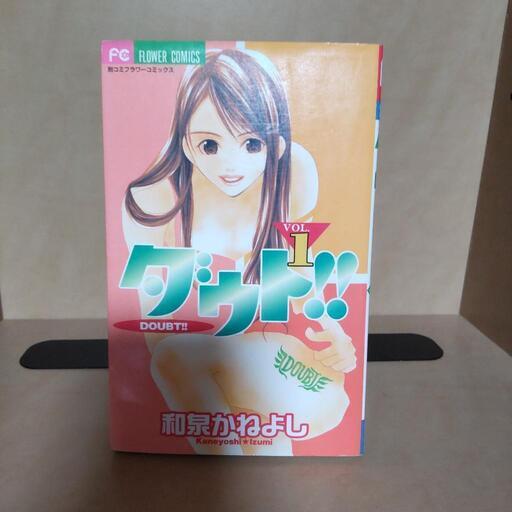 FC FLOWER COMICS
別コミフラワーコミックス
VOL.
1
ダウト!!
DOUBT!!
DOUBT
和泉かねよし
Kaneyoshi★Izumi